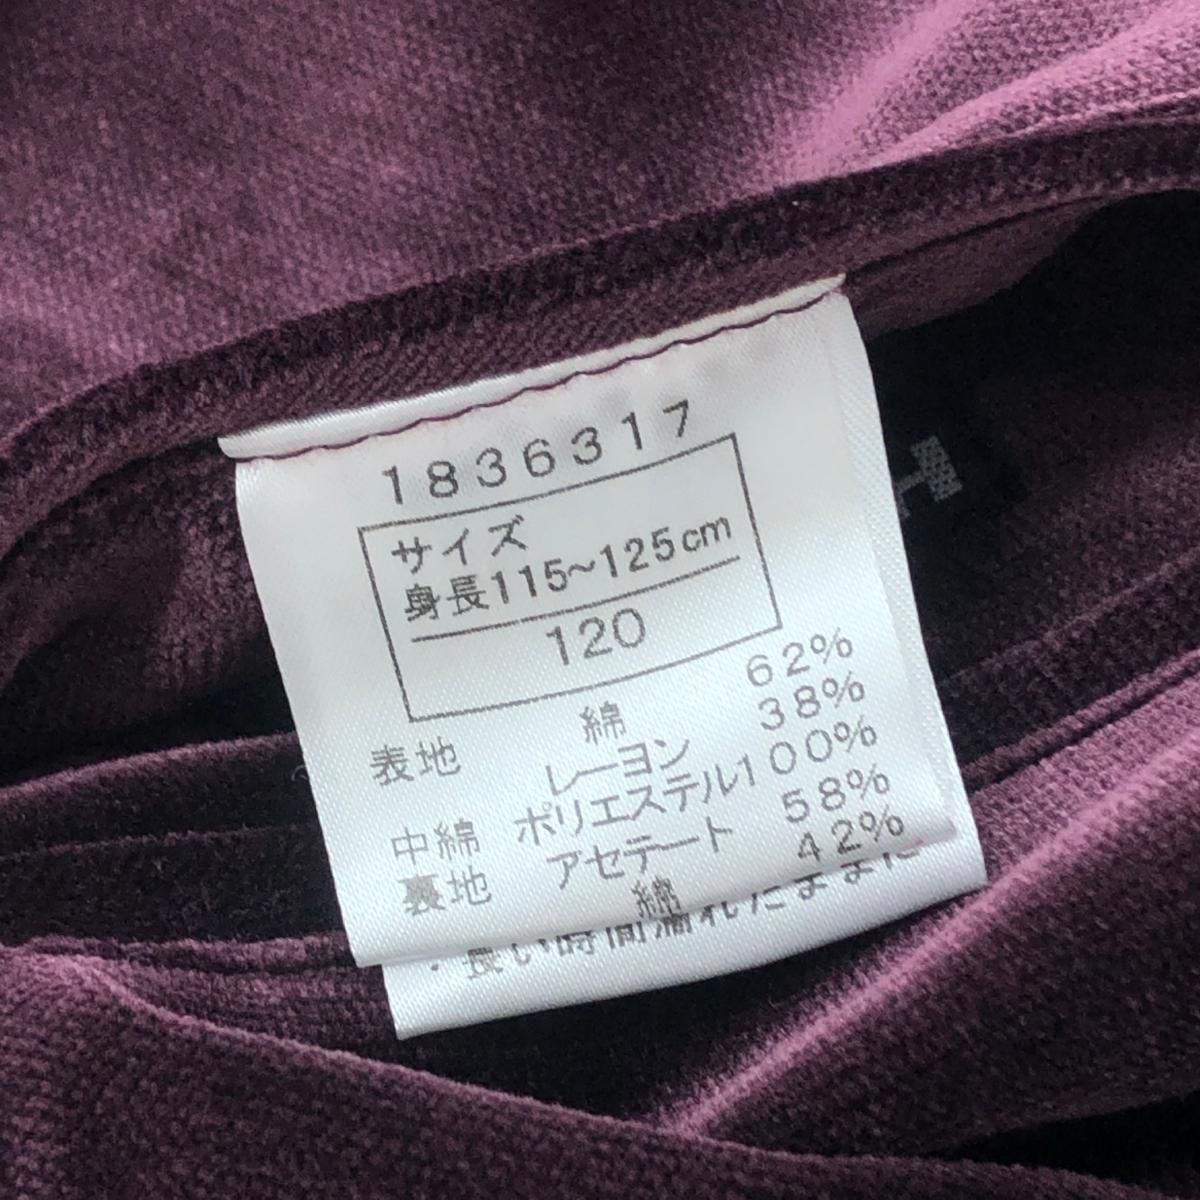 1836317
サイズ
身長115～125cm
120
表地 綿 62%
レーヨン 38%
中綿 ポリエステル100%
裏地 アセテート 58%
綿 42%
・長い時間濡れたままに